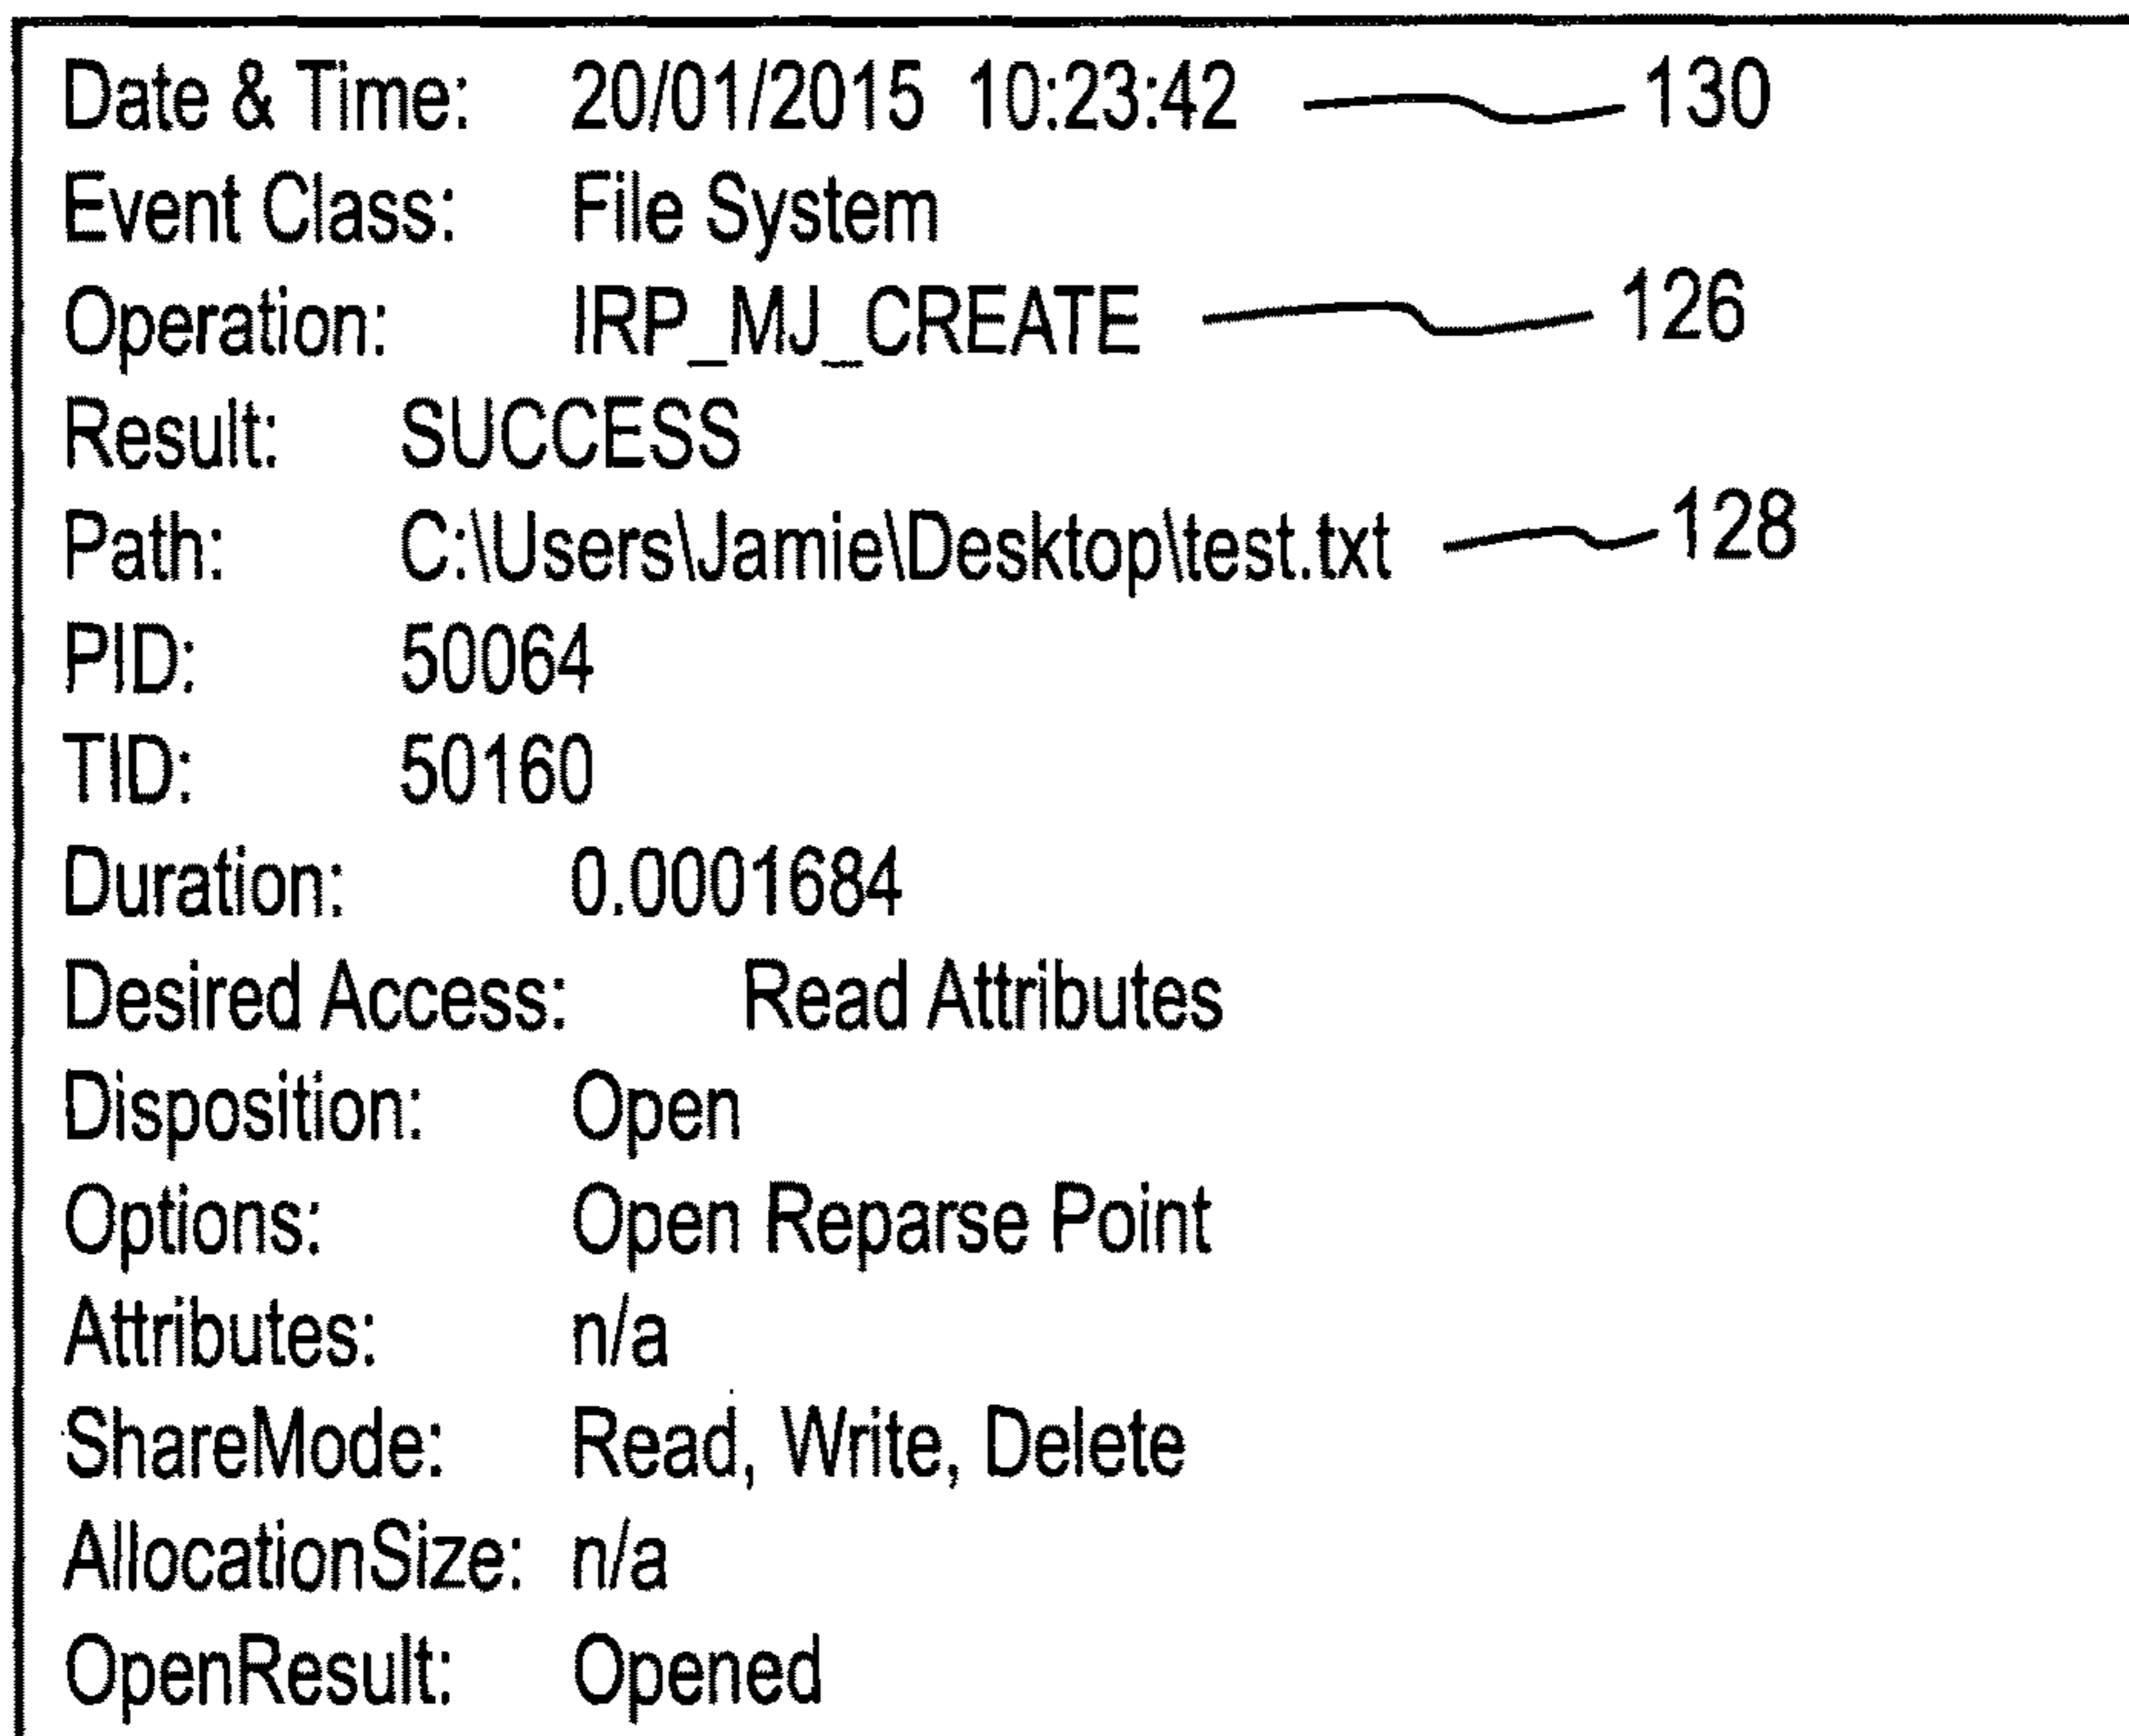 Date & Time: 20/01/2015 10:23:42 130
Event Class: File System
Operation: IRP_MJ_CREATE 126
Result: SUCCESS
Path: C:\Users\Jamie\Desktop\test.txt 128
PID: 50064
TID: 50160
Duration: 0.0001684
Desired Access: Read Attributes
Disposition: Open
Options: Open Reparse Point
Attributes: n/a
ShareMode: Read, Write, Delete
AllocationSize: n/a
OpenResult: Opened